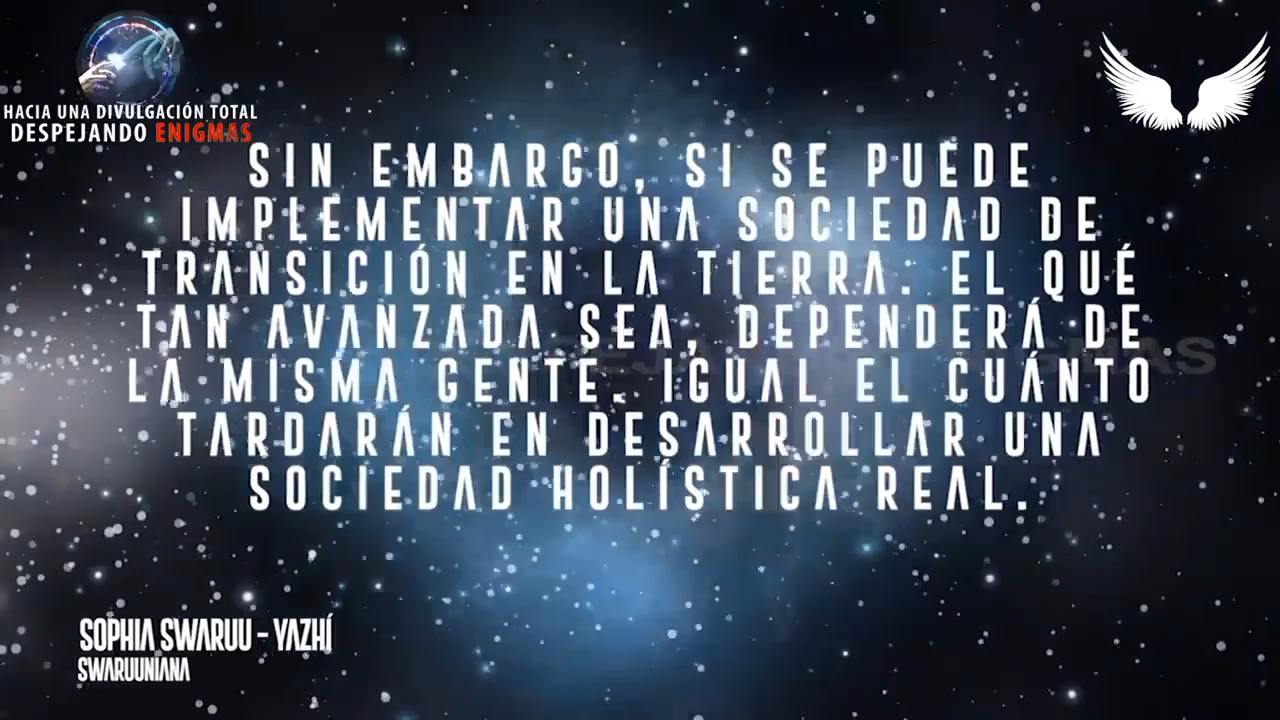 HACIA UNA DIVULGACIÓN TOTAL
DESPEJANDO ENIGMAS
SIN EMBARGO, SI SE PUEDE
IMPLEMENTAR UNA SOCIEDAD DE
TRANSICIÓN EN LA TIERRA. EL QUÉ
TAN AVANZADA SEA, DEPENDERÁ DE
LA MISMA GENTE. IGUAL EL CUÁNTO
TARDARÁN EN DESARROLLAR UNA
SOCIEDAD HOLÍSTICA REAL.
SOPHIA SWARUU - YAZHÍ
SWARUUNIANA